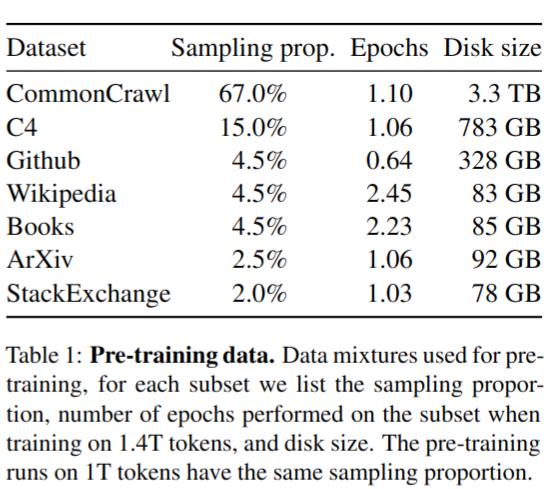 Dataset Sampling prop. Epochs Disk size
CommonCrawl 67.0% 1.10 3.3 TB
C4 15.0% 1.06 783 GB
Github 4.5% 0.64 328 GB
Wikipedia 4.5% 2.45 83 GB
Books 4.5% 2.23 85 GB
ArXiv 2.5% 1.06 92 GB
StackExchange 2.0% 1.03 78 GB
Table 1: Pre-training data. Data mixtures used for pre-
training, for each subset we list the sampling propor-
tion, number of epochs performed on the subset when
training on 1.4T tokens, and disk size. The pre-training
runs on 1T tokens have the same sampling proportion.